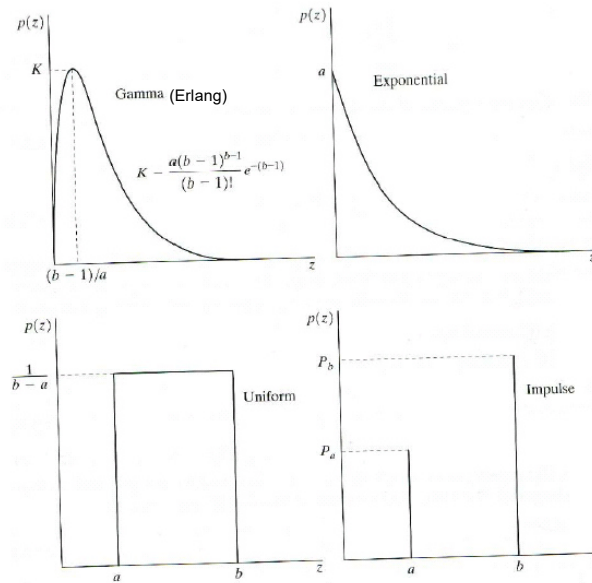 p(z)
K
Gamma (Erlang)
K - a(b - 1)^{b-1} / (b - 1)! e^{-(b-1)}
(b - 1)/a
z
p(z)
a
Exponential
z
p(z)
1 / b - a
Uniform
a
b
z
p(z)
P_b
Impulse
P_a
a
b
z